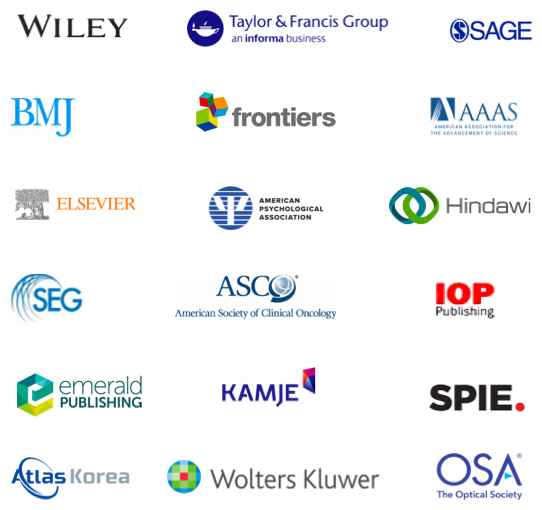 WILEY
Taylor & Francis Group
an informa business
SAGE
BMJ
frontiers
AAAS
AMERICAN ASSOCIATION FOR
THE ADVANCEMENT OF SCIENCE
ELSEVIER
AMERICAN
PSYCHOLOGICAL
ASSOCIATION
Hindawi
SEG
ASCO®
American Society of Clinical Oncology
IOP
Publishing
emerald
PUBLISHING
KAMJE
SPIE.
Atlas Korea
Wolters Kluwer
OSA®
The Optical Society